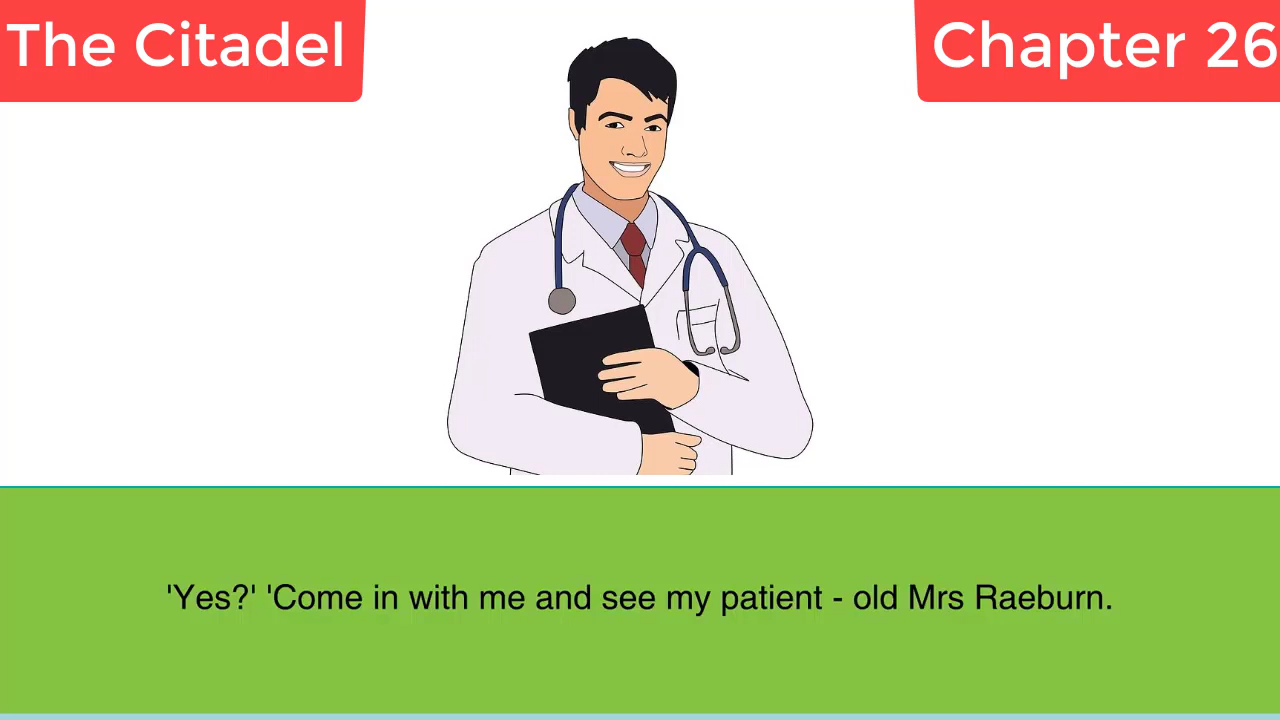 The Citadel
Chapter 26
'Yes?' 'Come in with me and see my patient - old Mrs Raeburn.